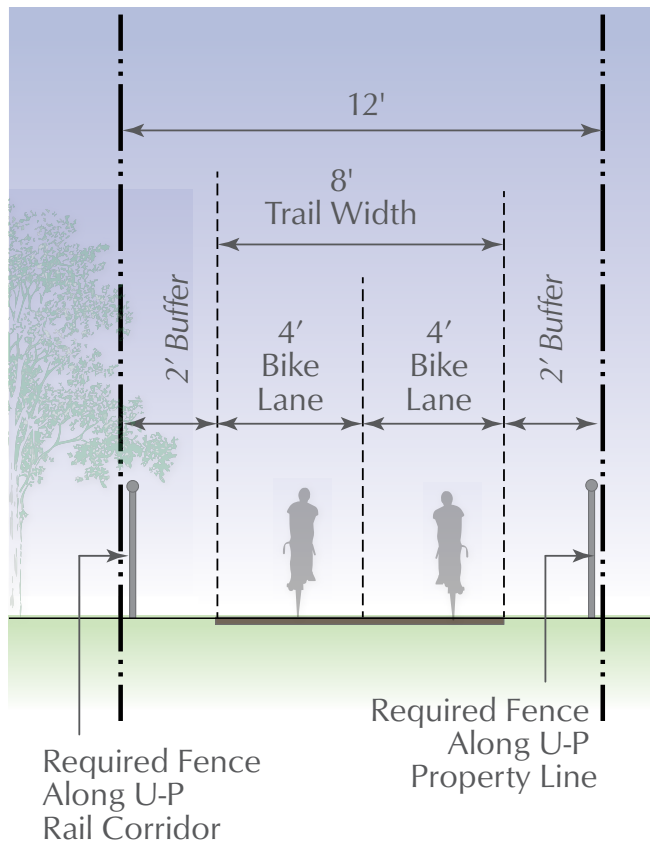 12'
8'
Trail Width
2′ Buffer
4′
Bike
Lane
4′
Bike
Lane
2′ Buffer
Required Fence
Along U-P
Rail Corridor
Required Fence
Along U-P
Property Line